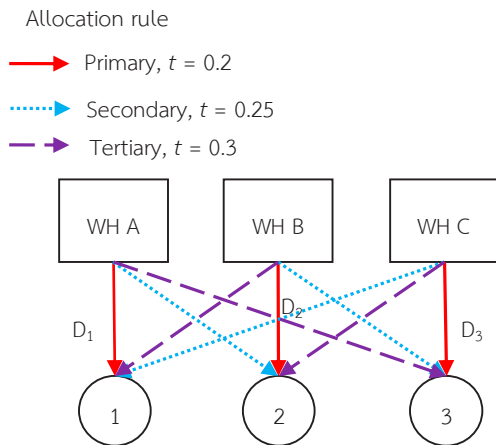 Allocation rule
Primary, t = 0.2
Secondary, t = 0.25
Tertiary, t = 0.3
WH A WH B WH C
D1 D2 D3
1 2 3